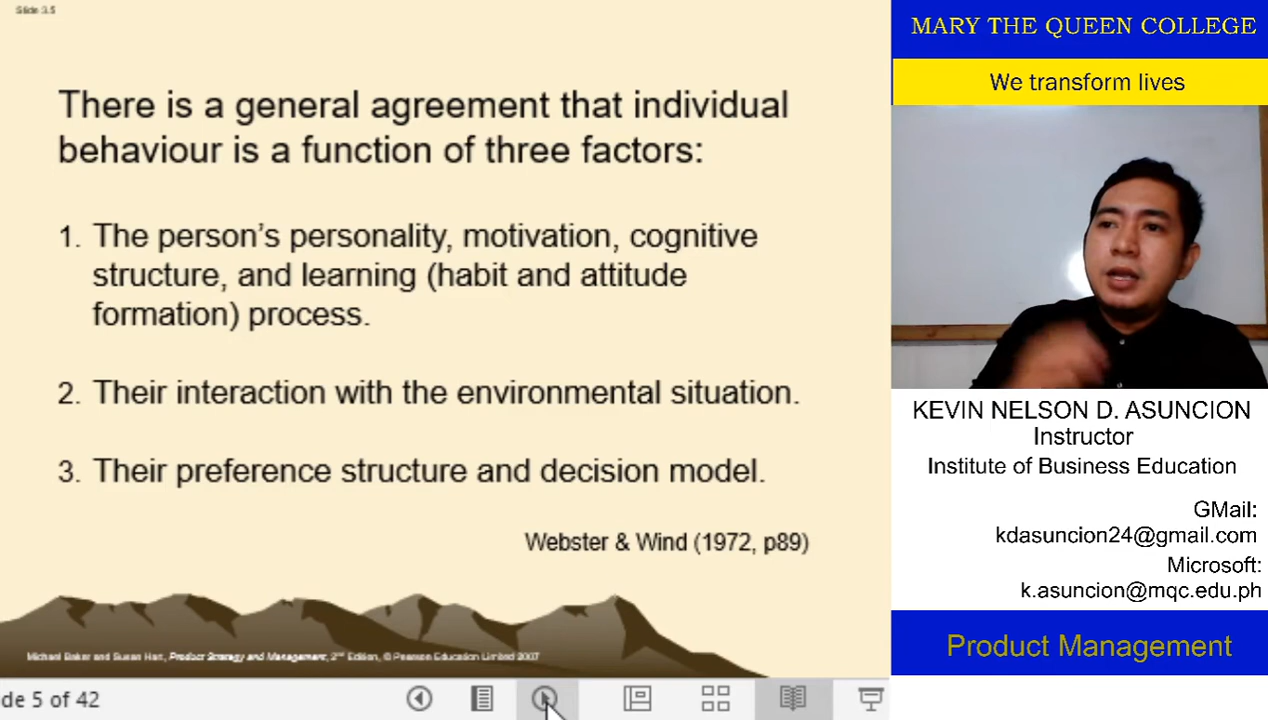 Slide 3.5
There is a general agreement that individual
behaviour is a function of three factors:
1. The person's personality, motivation, cognitive
structure, and learning (habit and attitude
formation) process.
2. Their interaction with the environmental situation.
3. Their preference structure and decision model.
Webster & Wind (1972, p89)
Michael Baker and Susan Hart, Product Strategy and Management, 2nd Edition, © Pearson Education Limited 2007
de 5 of 42
MARY THE QUEEN COLLEGE
We transform lives
KEVIN NELSON D. ASUNCION
Instructor
Institute of Business Education
GMail:
kdasuncion24@gmail.com
Microsoft:
k.asuncion@mqc.edu.ph
Product Management